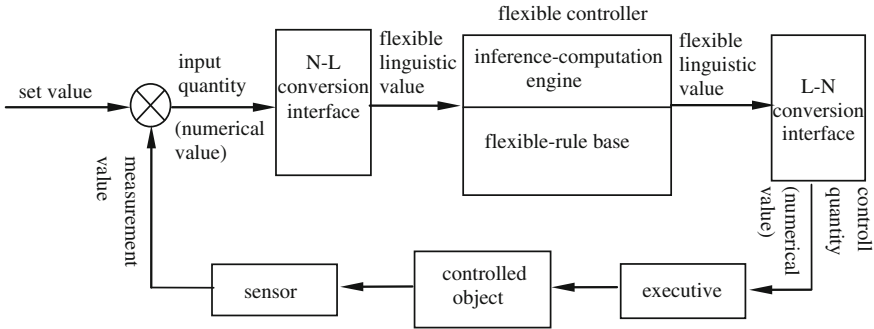 flexible controller
set value
input
quantity
(numerical
value)
N-L
conversion
interface
flexible
linguistic
value
inference-computation
engine
flexible-rule base
flexible
linguistic
value
L-N
conversion
interface
controll
quantity
(numerical
value)
executive
controlled
object
sensor
measurement
value